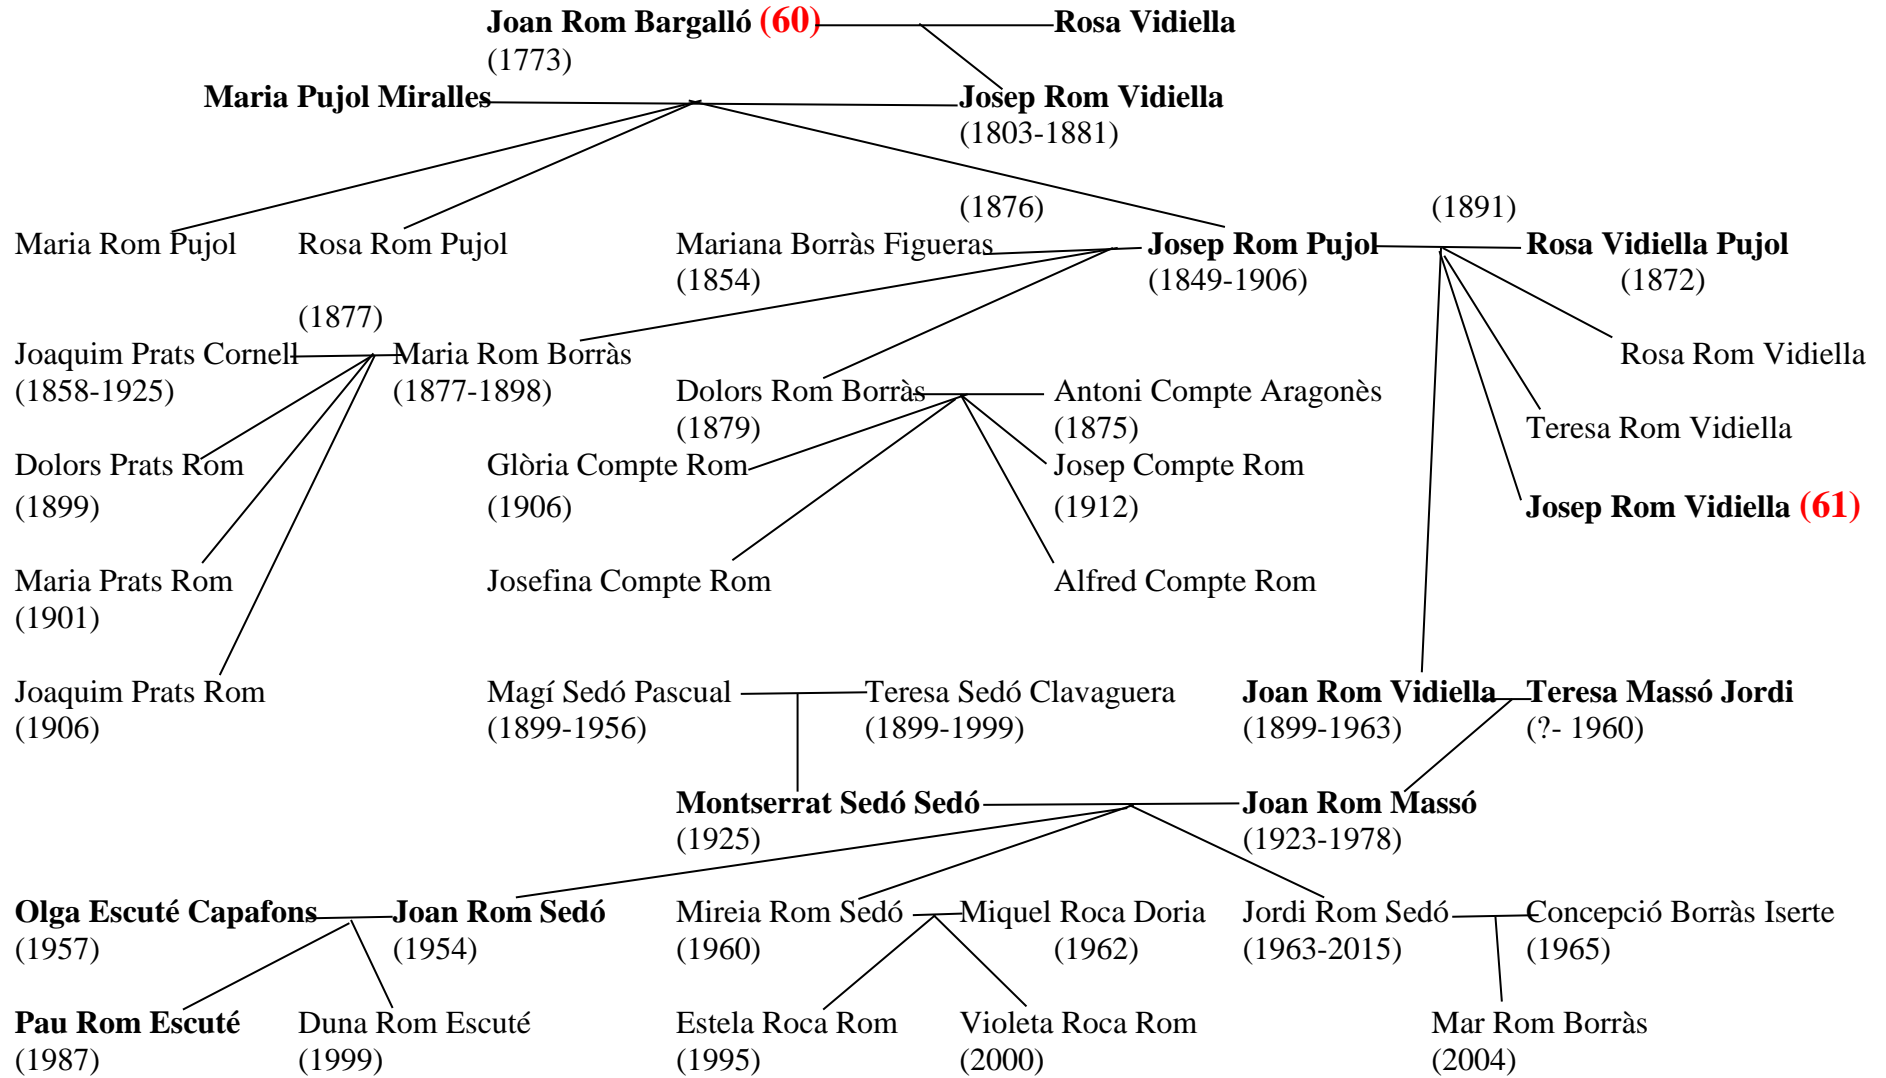 Joan Rom Bargalló (60) Rosa Vidiella
(1773)
Maria Pujol Miralles Josep Rom Vidiella
(1803-1881)
(1876) (1891)
Maria Rom Pujol Rosa Rom Pujol Mariana Borràs Figueras Josep Rom Pujol Rosa Vidiella Pujol
(1854) (1849-1906) (1872)
(1877)
Joaquim Prats Cornell Maria Rom Borràs Rosa Rom Vidiella
(1858-1925) (1877-1898) Dolors Rom Borràs Antoni Compte Aragonès
(1879) (1875) Teresa Rom Vidiella
Dolors Prats Rom Glòria Compte Rom Josep Compte Rom
(1899) (1906) (1912) Josep Rom Vidiella (61)
Maria Prats Rom Josefina Compte Rom Alfred Compte Rom
(1901)
Joaquim Prats Rom Magí Sedó Pascual Teresa Sedó Clavaguera Joan Rom Vidiella Teresa Massó Jordi
(1906) (1899-1956) (1899-1999) (1899-1963) (?- 1960)
Montserrat Sedó Sedó Joan Rom Massó
(1925) (1923-1978)
Olga Escuté Capafons Joan Rom Sedó Mireia Rom Sedó Miquel Roca Doria Jordi Rom Sedó Concepció Borràs Iserte
(1957) (1954) (1960) (1962) (1963-2015) (1965)
Pau Rom Escuté Duna Rom Escuté Estela Roca Rom Violeta Roca Rom Mar Rom Borràs
(1987) (1999) (1995) (2000) (2004)